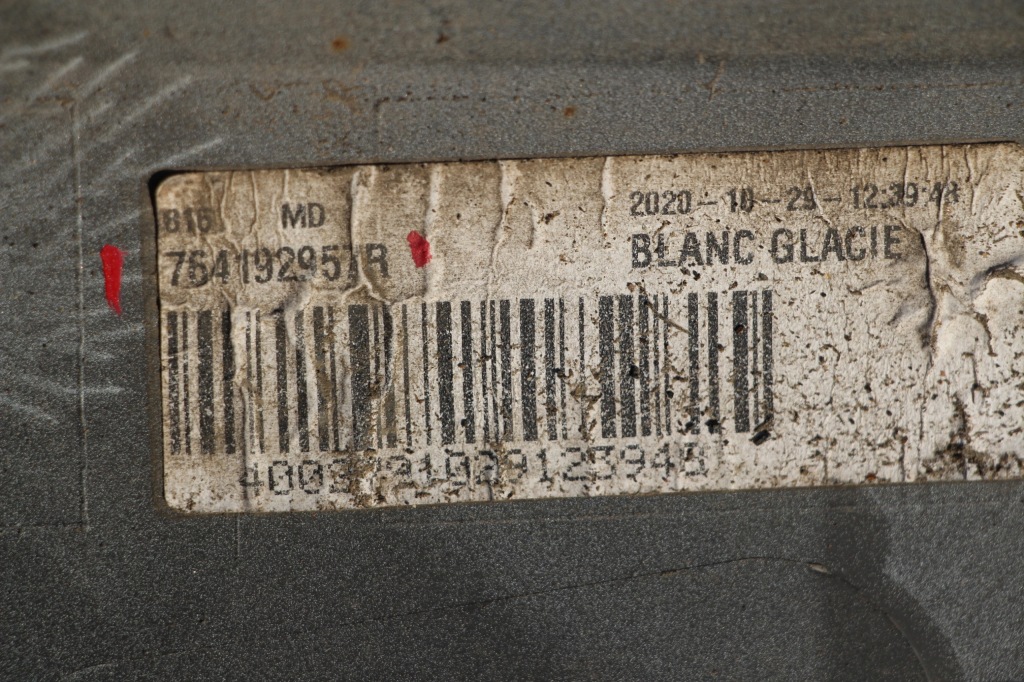 B16 MD
764192957R
2020-10-29-12:39:48
BLANC GLACIE